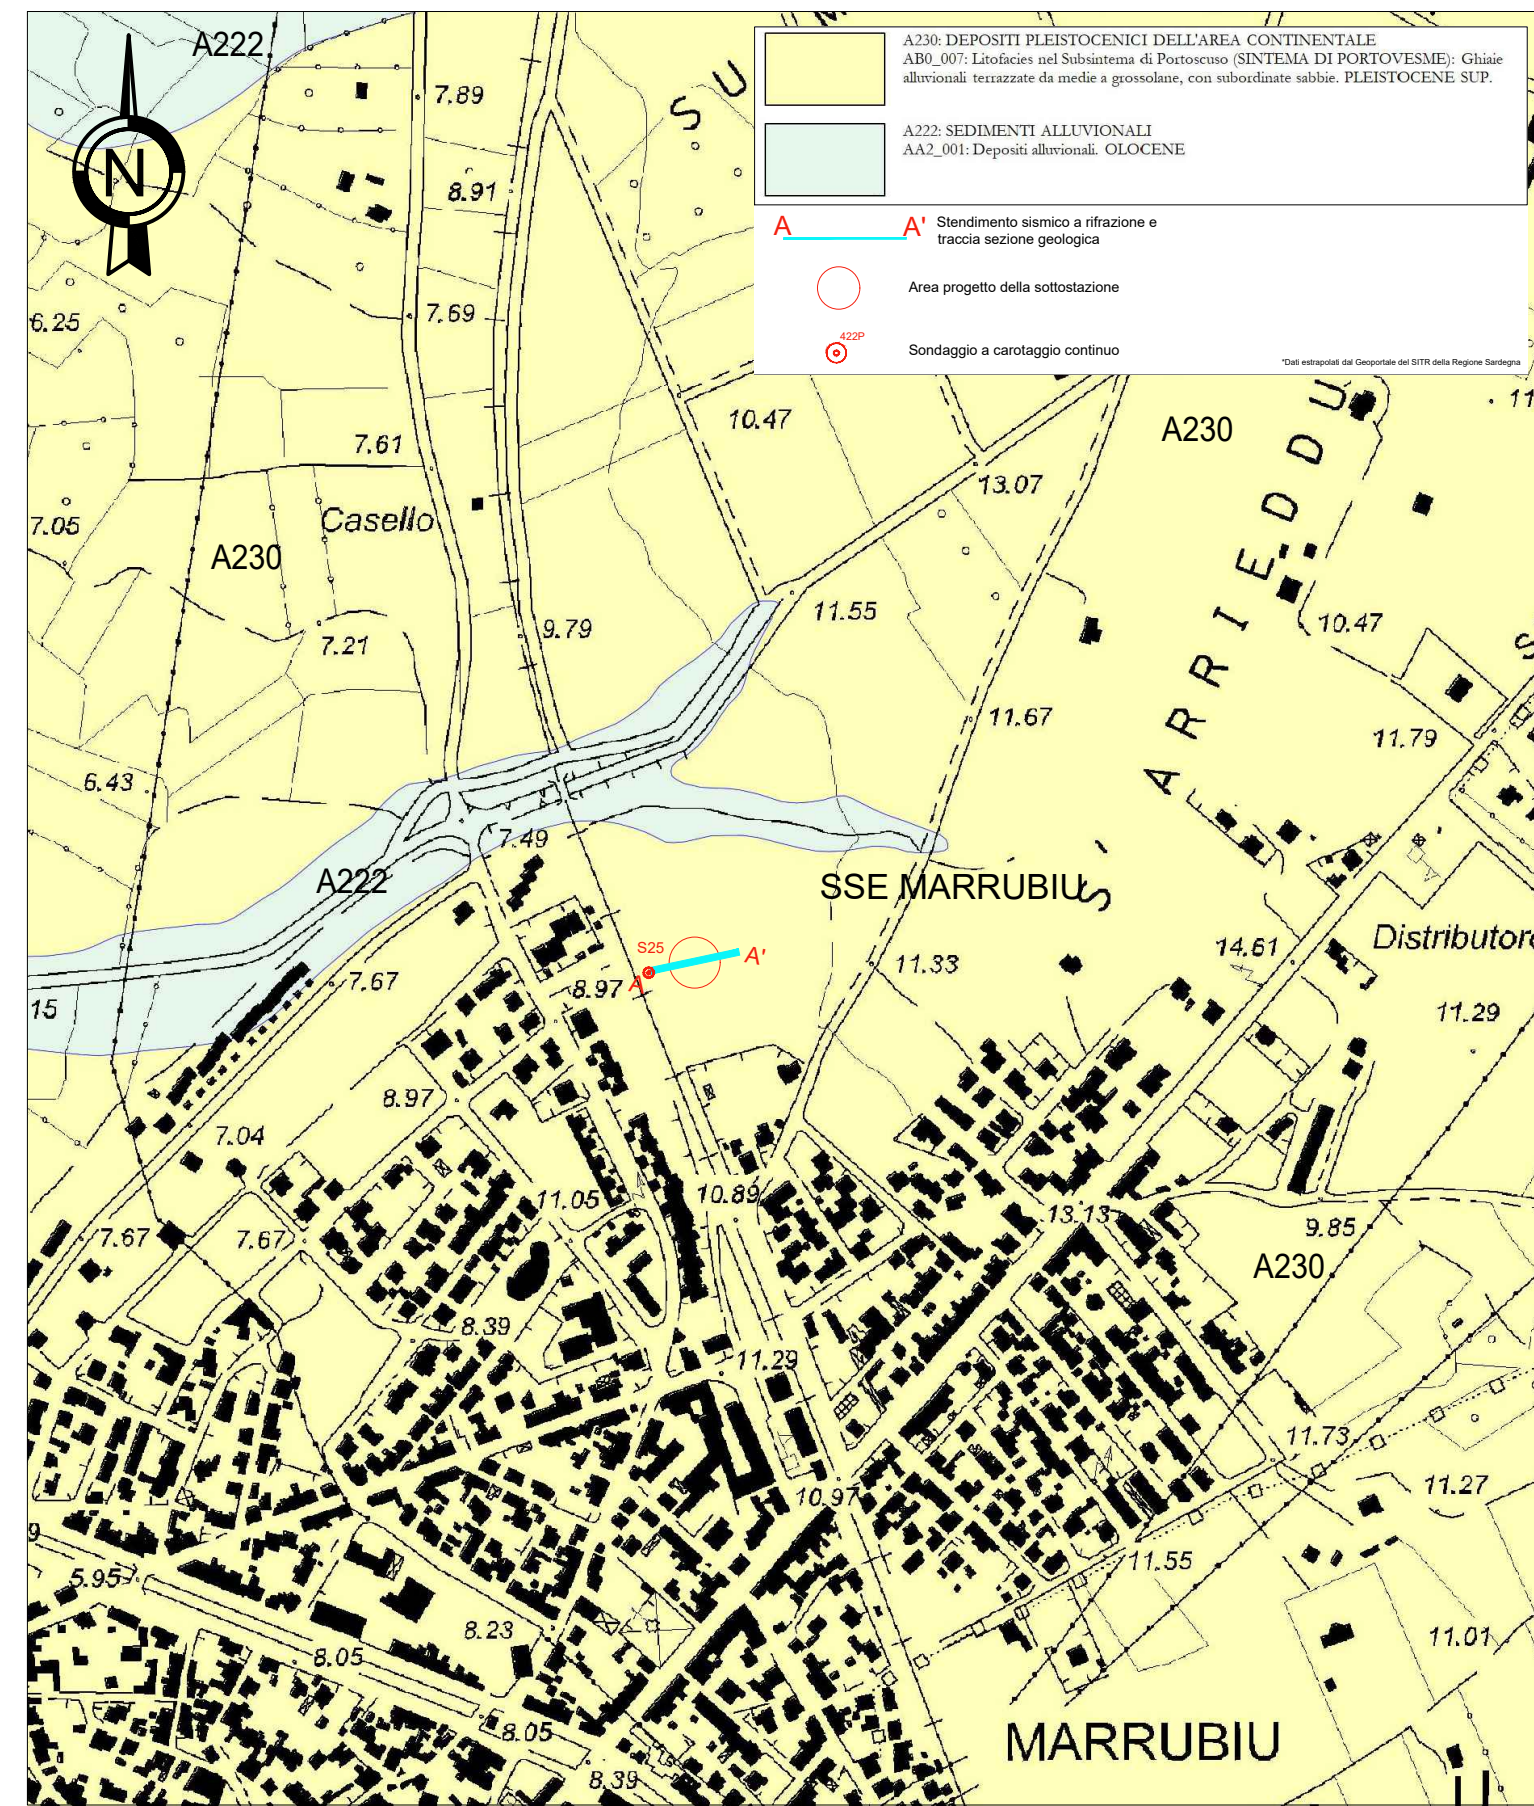 A222
A230: DEPOSITI PLEISTOCENICI DELL'AREA CONTINENTALE
AB0_007: Litofacies nel Subsintema di Portoscuso (SINTEMA DI PORTOVESME): Ghiaie
alluvionali terrazzate da medie a grossolane, con subordinate sabbie. PLEISTOCENE SUP.
A222: SEDIMENTI ALLUVIONALI
AA2_001: Depositi alluvionali. OLOCENE
A A' Stendimento sismico a rifrazione e
traccia sezione geologica
Area progetto della sottostazione
422P
Sondaggio a carotaggio continuo
*Dati estrapolati dal Geoportale del SITR della Regione Sardegna
N
S U
7.89
8.91
7.69
6.25
10.47
A230
7.61
13.07
Casello
7.05
A230
11.55
10.47
9.79
7.21
11.67
11.79
6.43
S' ARRIEDDU
7.49
A222
SSE MARRUBIU
Distributore
14.61
S25
A A'
11.33
8.97
7.67
15
11.29
8.97
7.04
11.05
10.89
13.13
9.85
7.67
7.67
A230
8.39
11.29
11.73
11.27
10.97
11.55
5.95
8.23
11.01
8.05
8.05
MARRUBIU
8.39